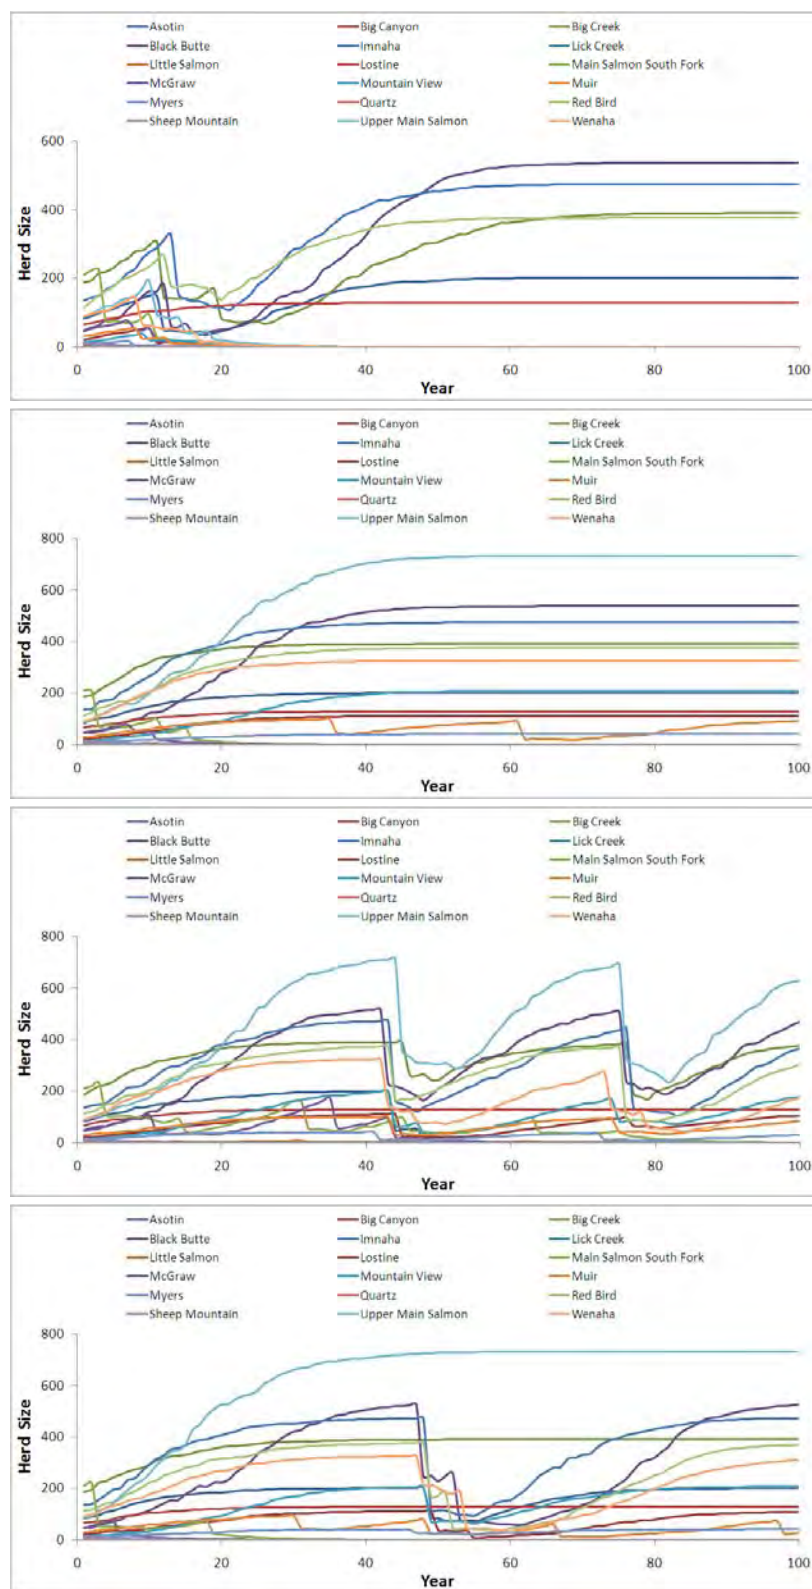 Asotin Big Canyon Big Creek
Black Butte Imnaha Lick Creek
Little Salmon Lostine Main Salmon South Fork
McGraw Mountain View Muir
Myers Quartz Red Bird
Sheep Mountain Upper Main Salmon Wenaha
600
400
200
0
Herd Size
0 20 40 60 80 100
Year
Asotin Big Canyon Big Creek
Black Butte Imnaha Lick Creek
Little Salmon Lostine Main Salmon South Fork
McGraw Mountain View Muir
Myers Quartz Red Bird
Sheep Mountain Upper Main Salmon Wenaha
800
600
400
200
0
Herd Size
0 20 40 60 80 100
Year
Asotin Big Canyon Big Creek
Black Butte Imnaha Lick Creek
Little Salmon Lostine Main Salmon South Fork
McGraw Mountain View Muir
Myers Quartz Red Bird
Sheep Mountain Upper Main Salmon Wenaha
800
600
400
200
0
Herd Size
0 20 40 60 80 100
Year
Asotin Big Canyon Big Creek
Black Butte Imnaha Lick Creek
Little Salmon Lostine Main Salmon South Fork
McGraw Mountain View Muir
Myers Quartz Red Bird
Sheep Mountain Upper Main Salmon Wenaha
800
600
400
200
0
Herd Size
0 20 40 60 80 100
Year